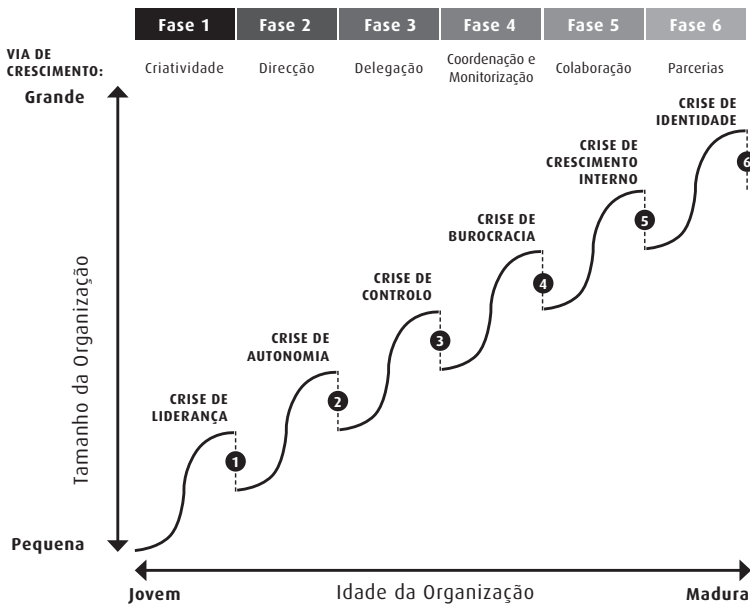 Fase 1 Fase 2 Fase 3 Fase 4 Fase 5 Fase 6
VIA DE
CRESCIMENTO:
Criatividade
Direcção
Delegação
Coordenação e
Monitorização
Colaboração
Parcerias
Grande
CRISE DE
IDENTIDADE
6
CRISE DE
CRESCIMENTO
INTERNO
5
CRISE DE
BUROCRACIA
4
CRISE DE
CONTROLO
3
CRISE DE
AUTONOMIA
2
CRISE DE
LIDERANÇA
1
Tamanho da Organização
Pequena
Jovem
Idade da Organização
Madura